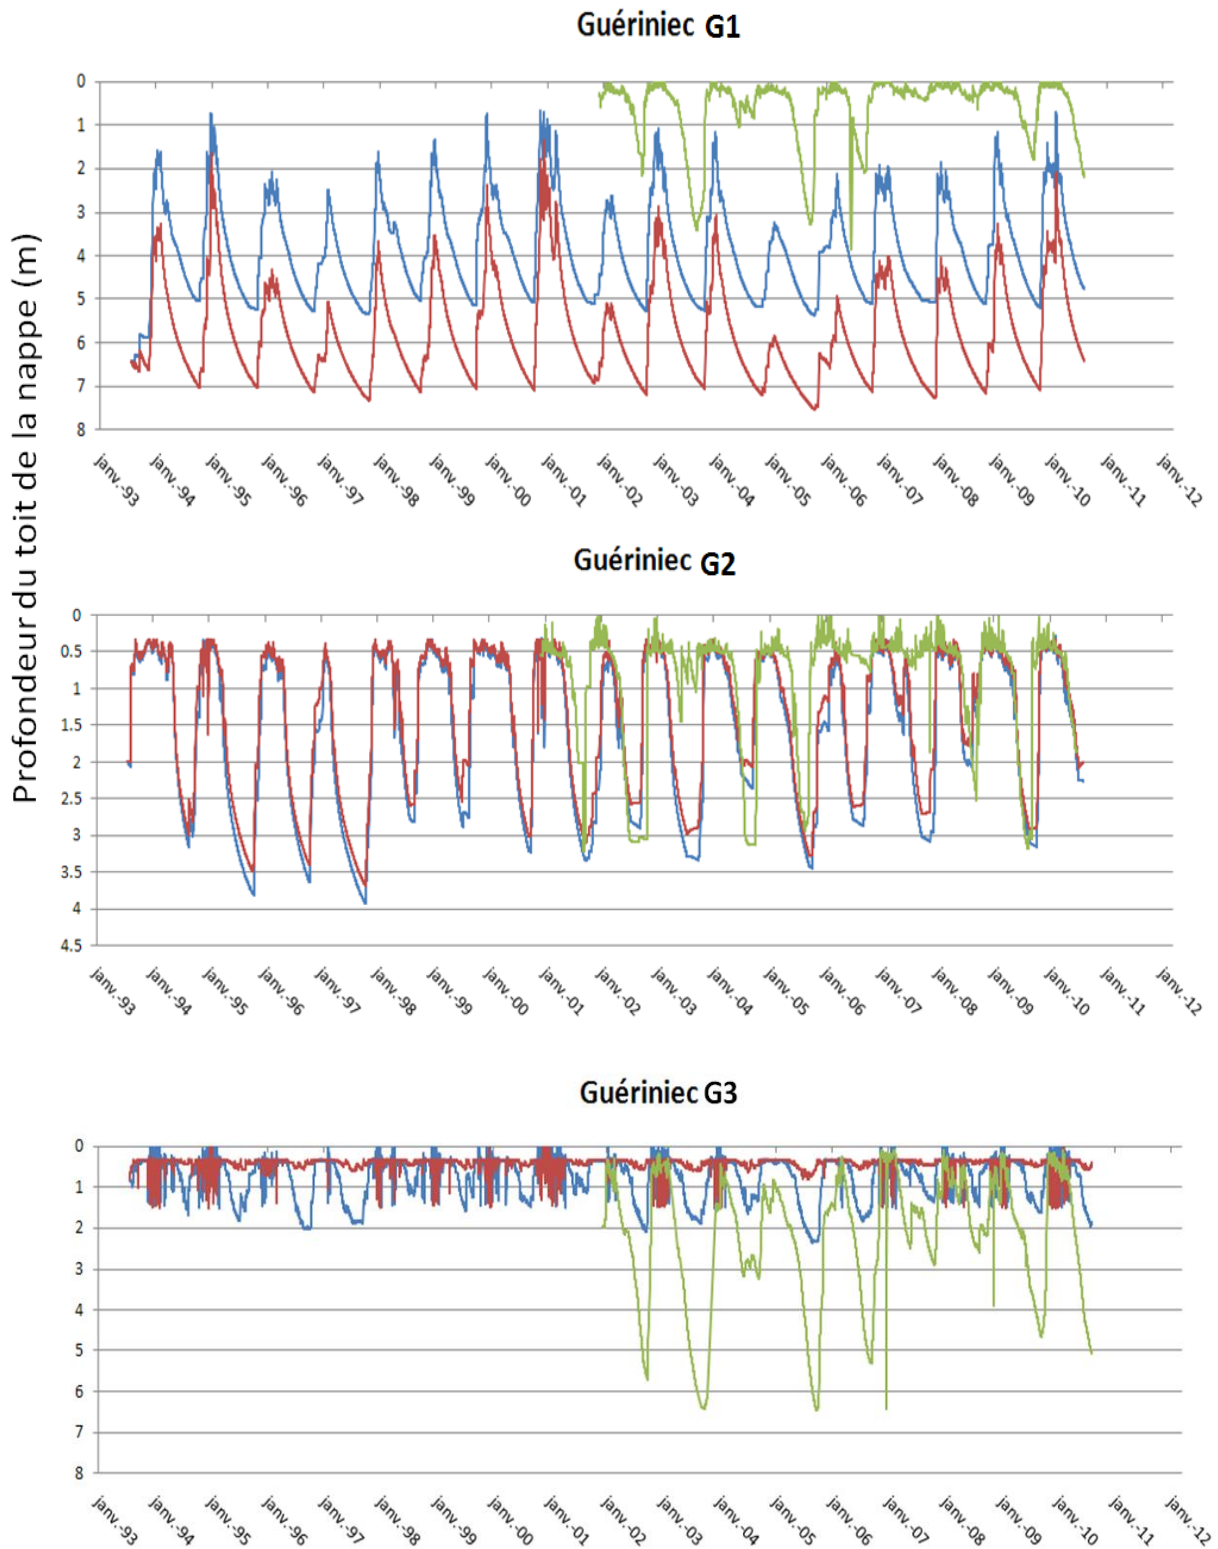 Guériniec G1
Profondeur du toit de la nappe (m)
0
1
2
3
4
5
6
7
8
janv.-93
janv.-94
janv.-95
janv.-96
janv.-97
janv.-98
janv.-99
janv.-00
janv.-01
janv.-02
janv.-03
janv.-04
janv.-05
janv.-06
janv.-07
janv.-08
janv.-09
janv.-10
janv.-11
janv.-12
Guériniec G2
0
0.5
1
1.5
2
2.5
3
3.5
4
4.5
janv.-93
janv.-94
janv.-95
janv.-96
janv.-97
janv.-98
janv.-99
janv.-00
janv.-01
janv.-02
janv.-03
janv.-04
janv.-05
janv.-06
janv.-07
janv.-08
janv.-09
janv.-10
janv.-11
janv.-12
Guériniec G3
0
1
2
3
4
5
6
7
8
janv.-93
janv.-94
janv.-95
janv.-96
janv.-97
janv.-98
janv.-99
janv.-00
janv.-01
janv.-02
janv.-03
janv.-04
janv.-05
janv.-06
janv.-07
janv.-08
janv.-09
janv.-10
janv.-11
janv.-12